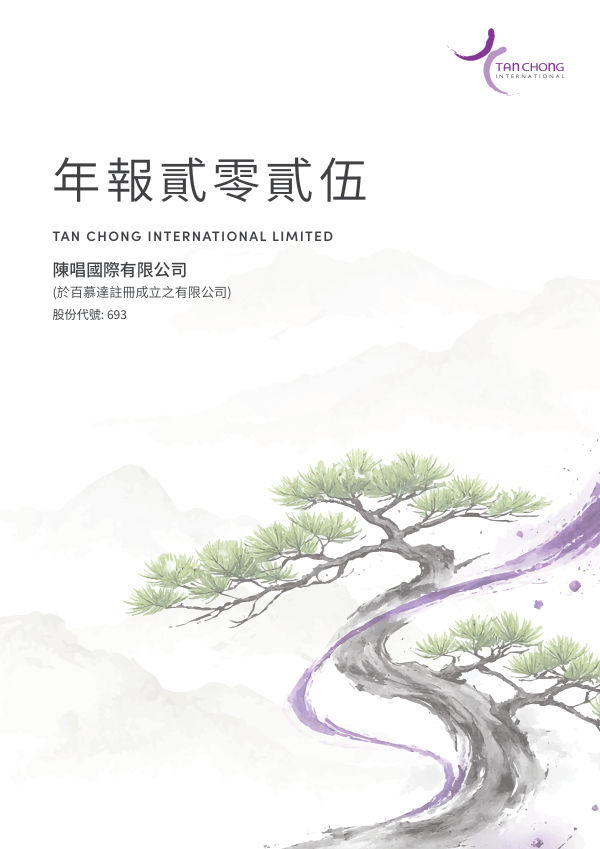 TAN CHONG
INTERNATIONAL
年報貳零貳伍
TAN CHONG INTERNATIONAL LIMITED
陳唱國際有限公司
(於百慕達註冊成立之有限公司)
股份代號: 693